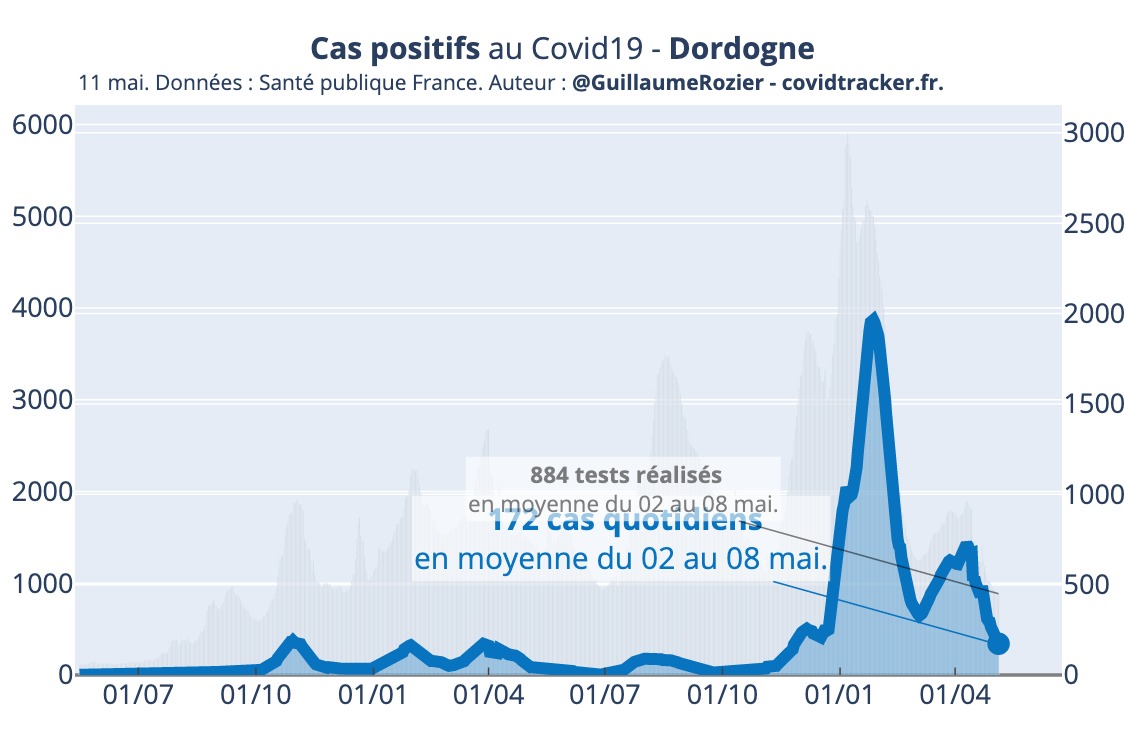 Cas positifs au Covid19 - Dordogne
11 mai. Données : Santé publique France. Auteur : @GuillaumeRozier - covidtracker.fr.
6000
5000
4000
3000
2000
1000
0
3000
2500
2000
1500
1000
500
0
884 tests réalisés
en moyenne du 02 au 08 mai.
172 cas quotidiens
en moyenne du 02 au 08 mai.
01/07 01/10 01/01 01/04 01/07 01/10 01/01 01/04